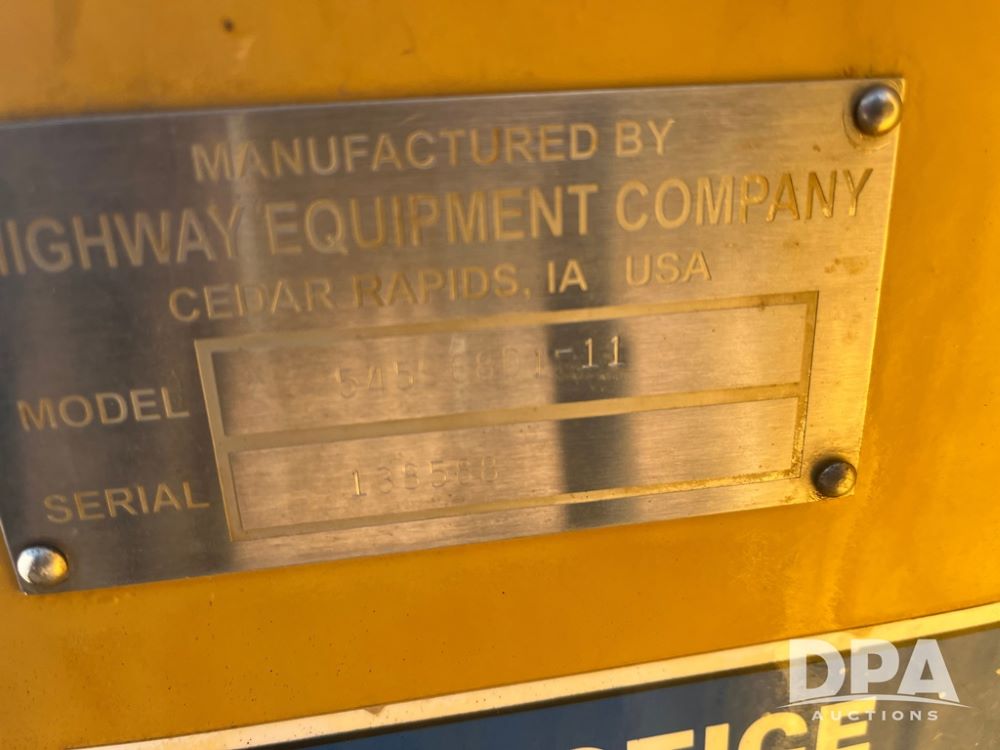 MANUFACTURED BY
HIGHWAY EQUIPMENT COMPANY
CEDAR RAPIDS, IA USA
MODEL
SERIAL
DPA
AUCTIONS